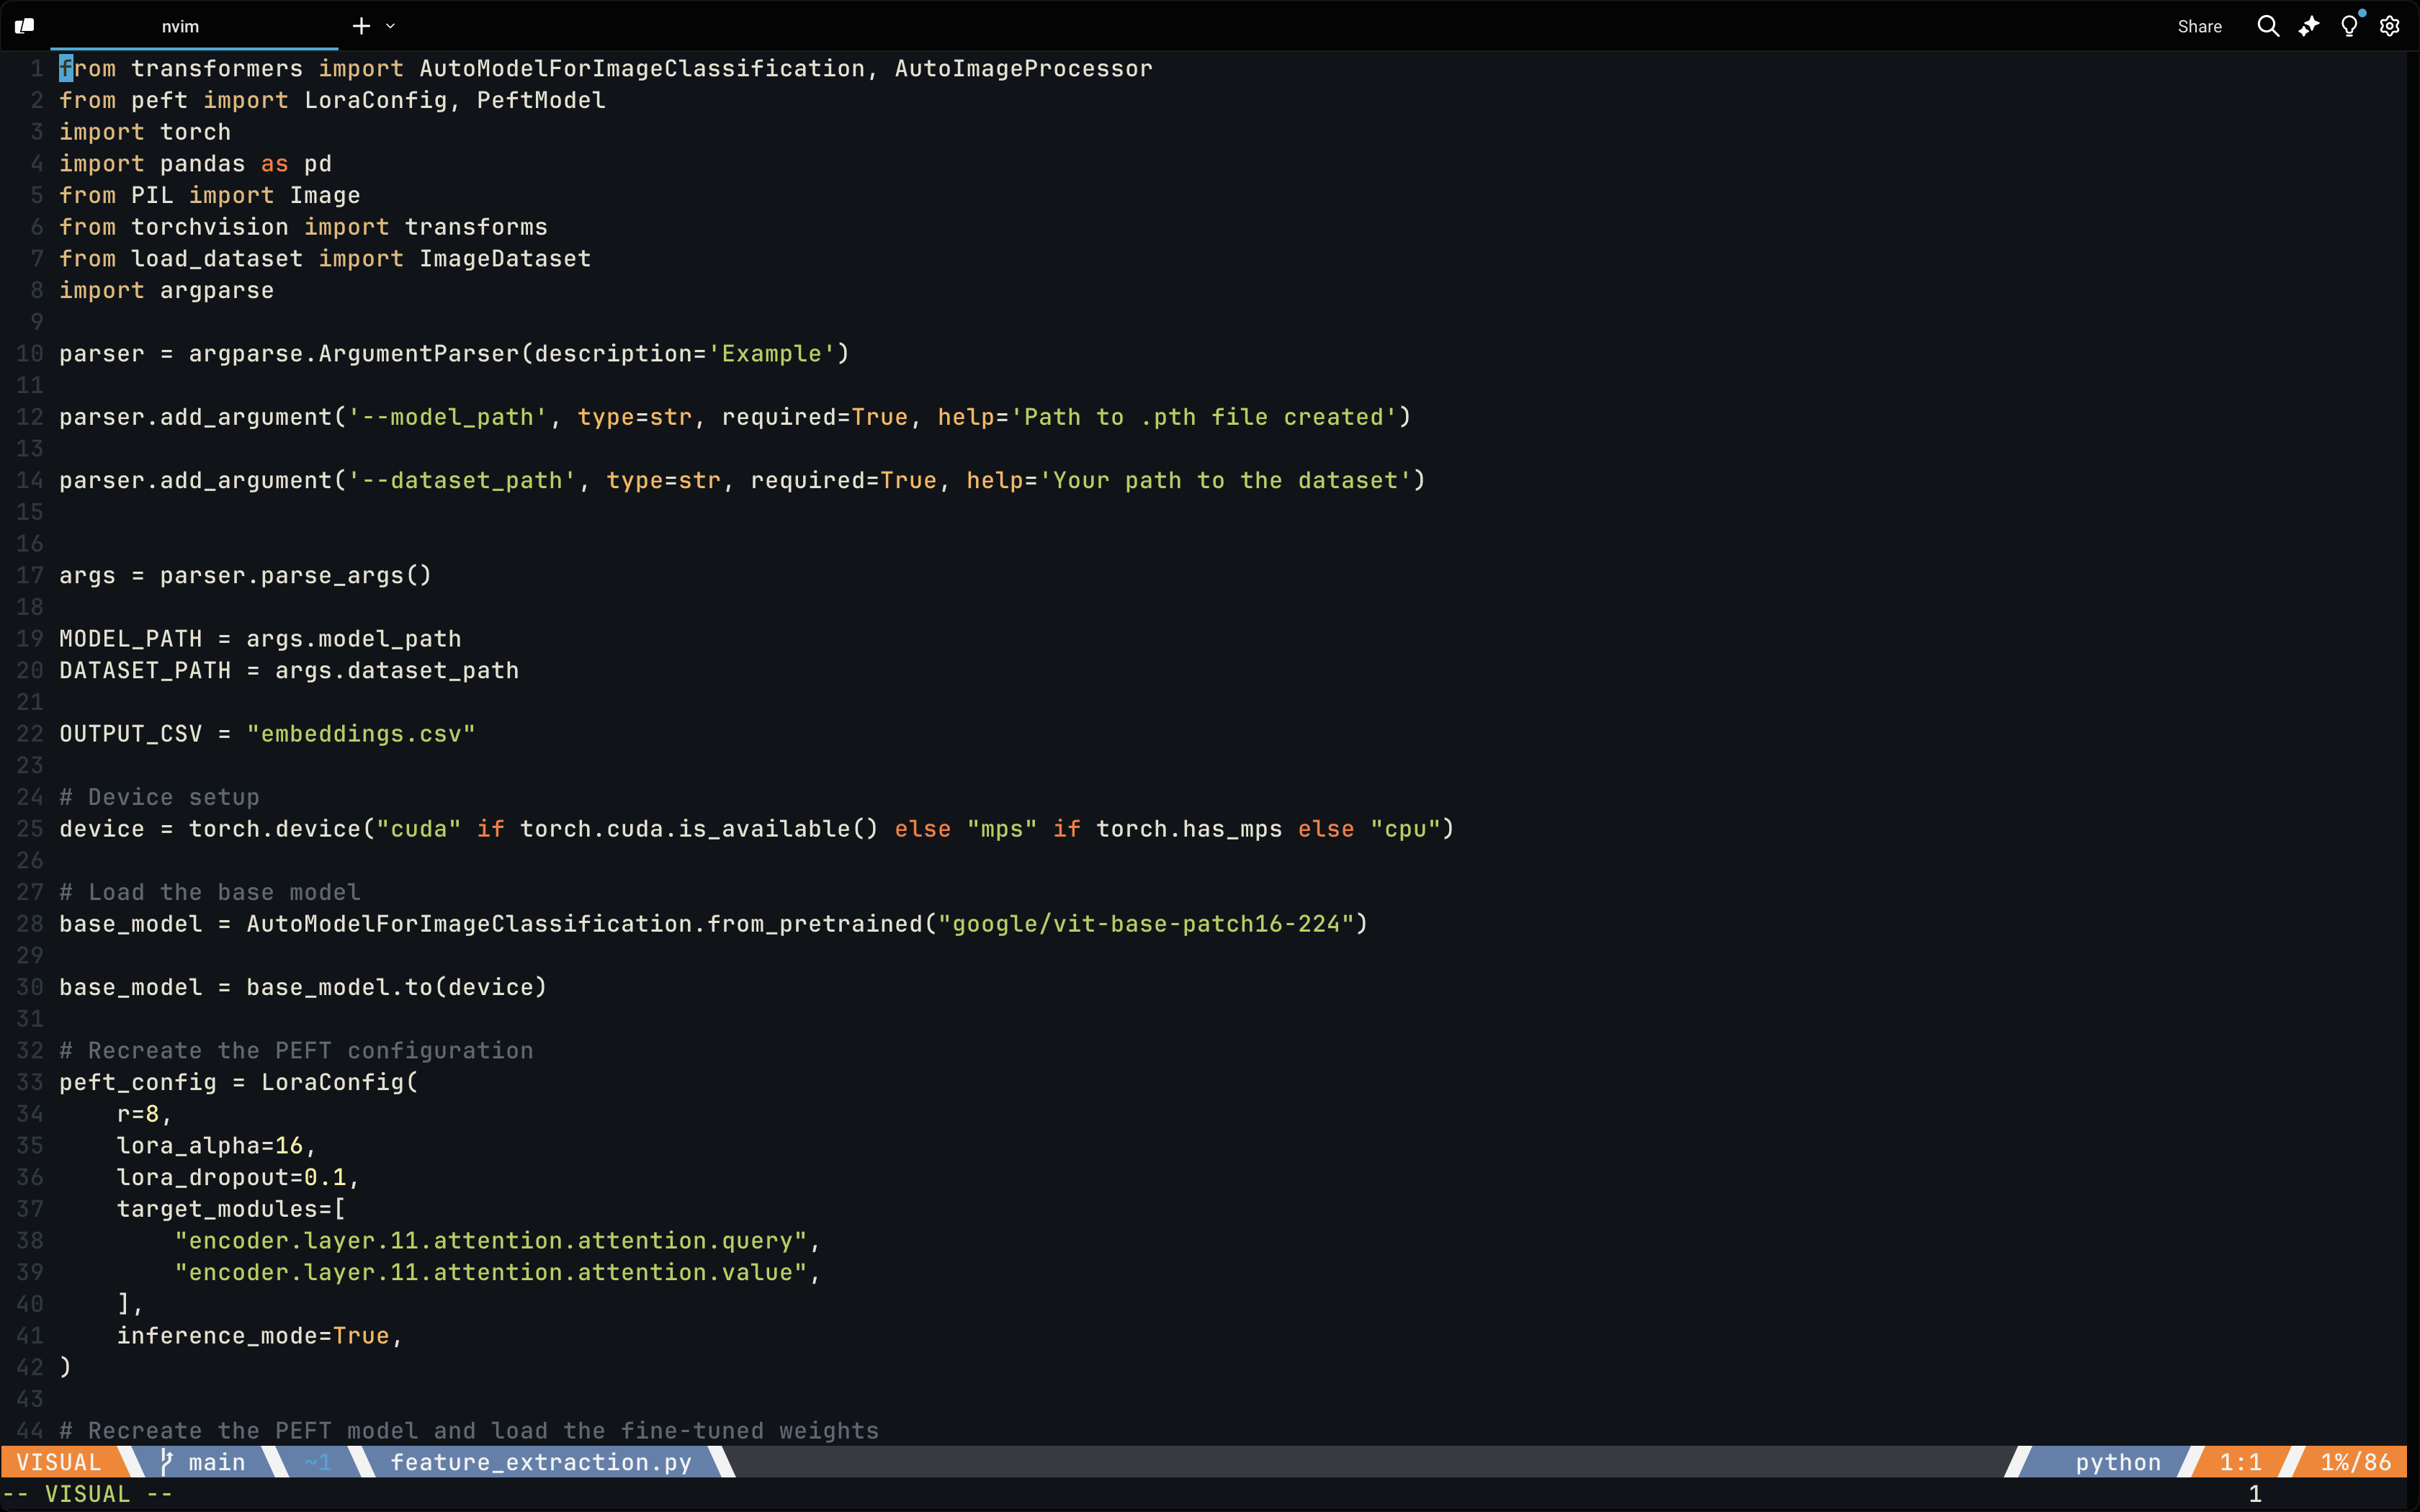 nvim
Share
1 from transformers import AutoModelForImageClassification, AutoImageProcessor
2 from peft import LoraConfig, PeftModel
3 import torch
4 import pandas as pd
5 from PIL import Image
6 from torchvision import transforms
7 from load_dataset import ImageDataset
8 import argparse
9
10 parser = argparse.ArgumentParser(description='Example')
11
12 parser.add_argument('--model_path', type=str, required=True, help='Path to .pth file created')
13
14 parser.add_argument('--dataset_path', type=str, required=True, help='Your path to the dataset')
15
16
17 args = parser.parse_args()
18
19 MODEL_PATH = args.model_path
20 DATASET_PATH = args.dataset_path
21
22 OUTPUT_CSV = "embeddings.csv"
23
24 # Device setup
25 device = torch.device("cuda" if torch.cuda.is_available() else "mps" if torch.has_mps else "cpu")
26
27 # Load the base model
28 base_model = AutoModelForImageClassification.from_pretrained("google/vit-base-patch16-224")
29
30 base_model = base_model.to(device)
31
32 # Recreate the PEFT configuration
33 peft_config = LoraConfig(
34     r=8,
35     lora_alpha=16,
36     lora_dropout=0.1,
37     target_modules=[
38         "encoder.layer.11.attention.attention.query",
39         "encoder.layer.11.attention.attention.value",
40     ],
41     inference_mode=True,
42 )
43
44 # Recreate the PEFT model and load the fine-tuned weights
VISUAL main ~1 feature_extraction.py python 1:1 1%/86
-- VISUAL -- 1